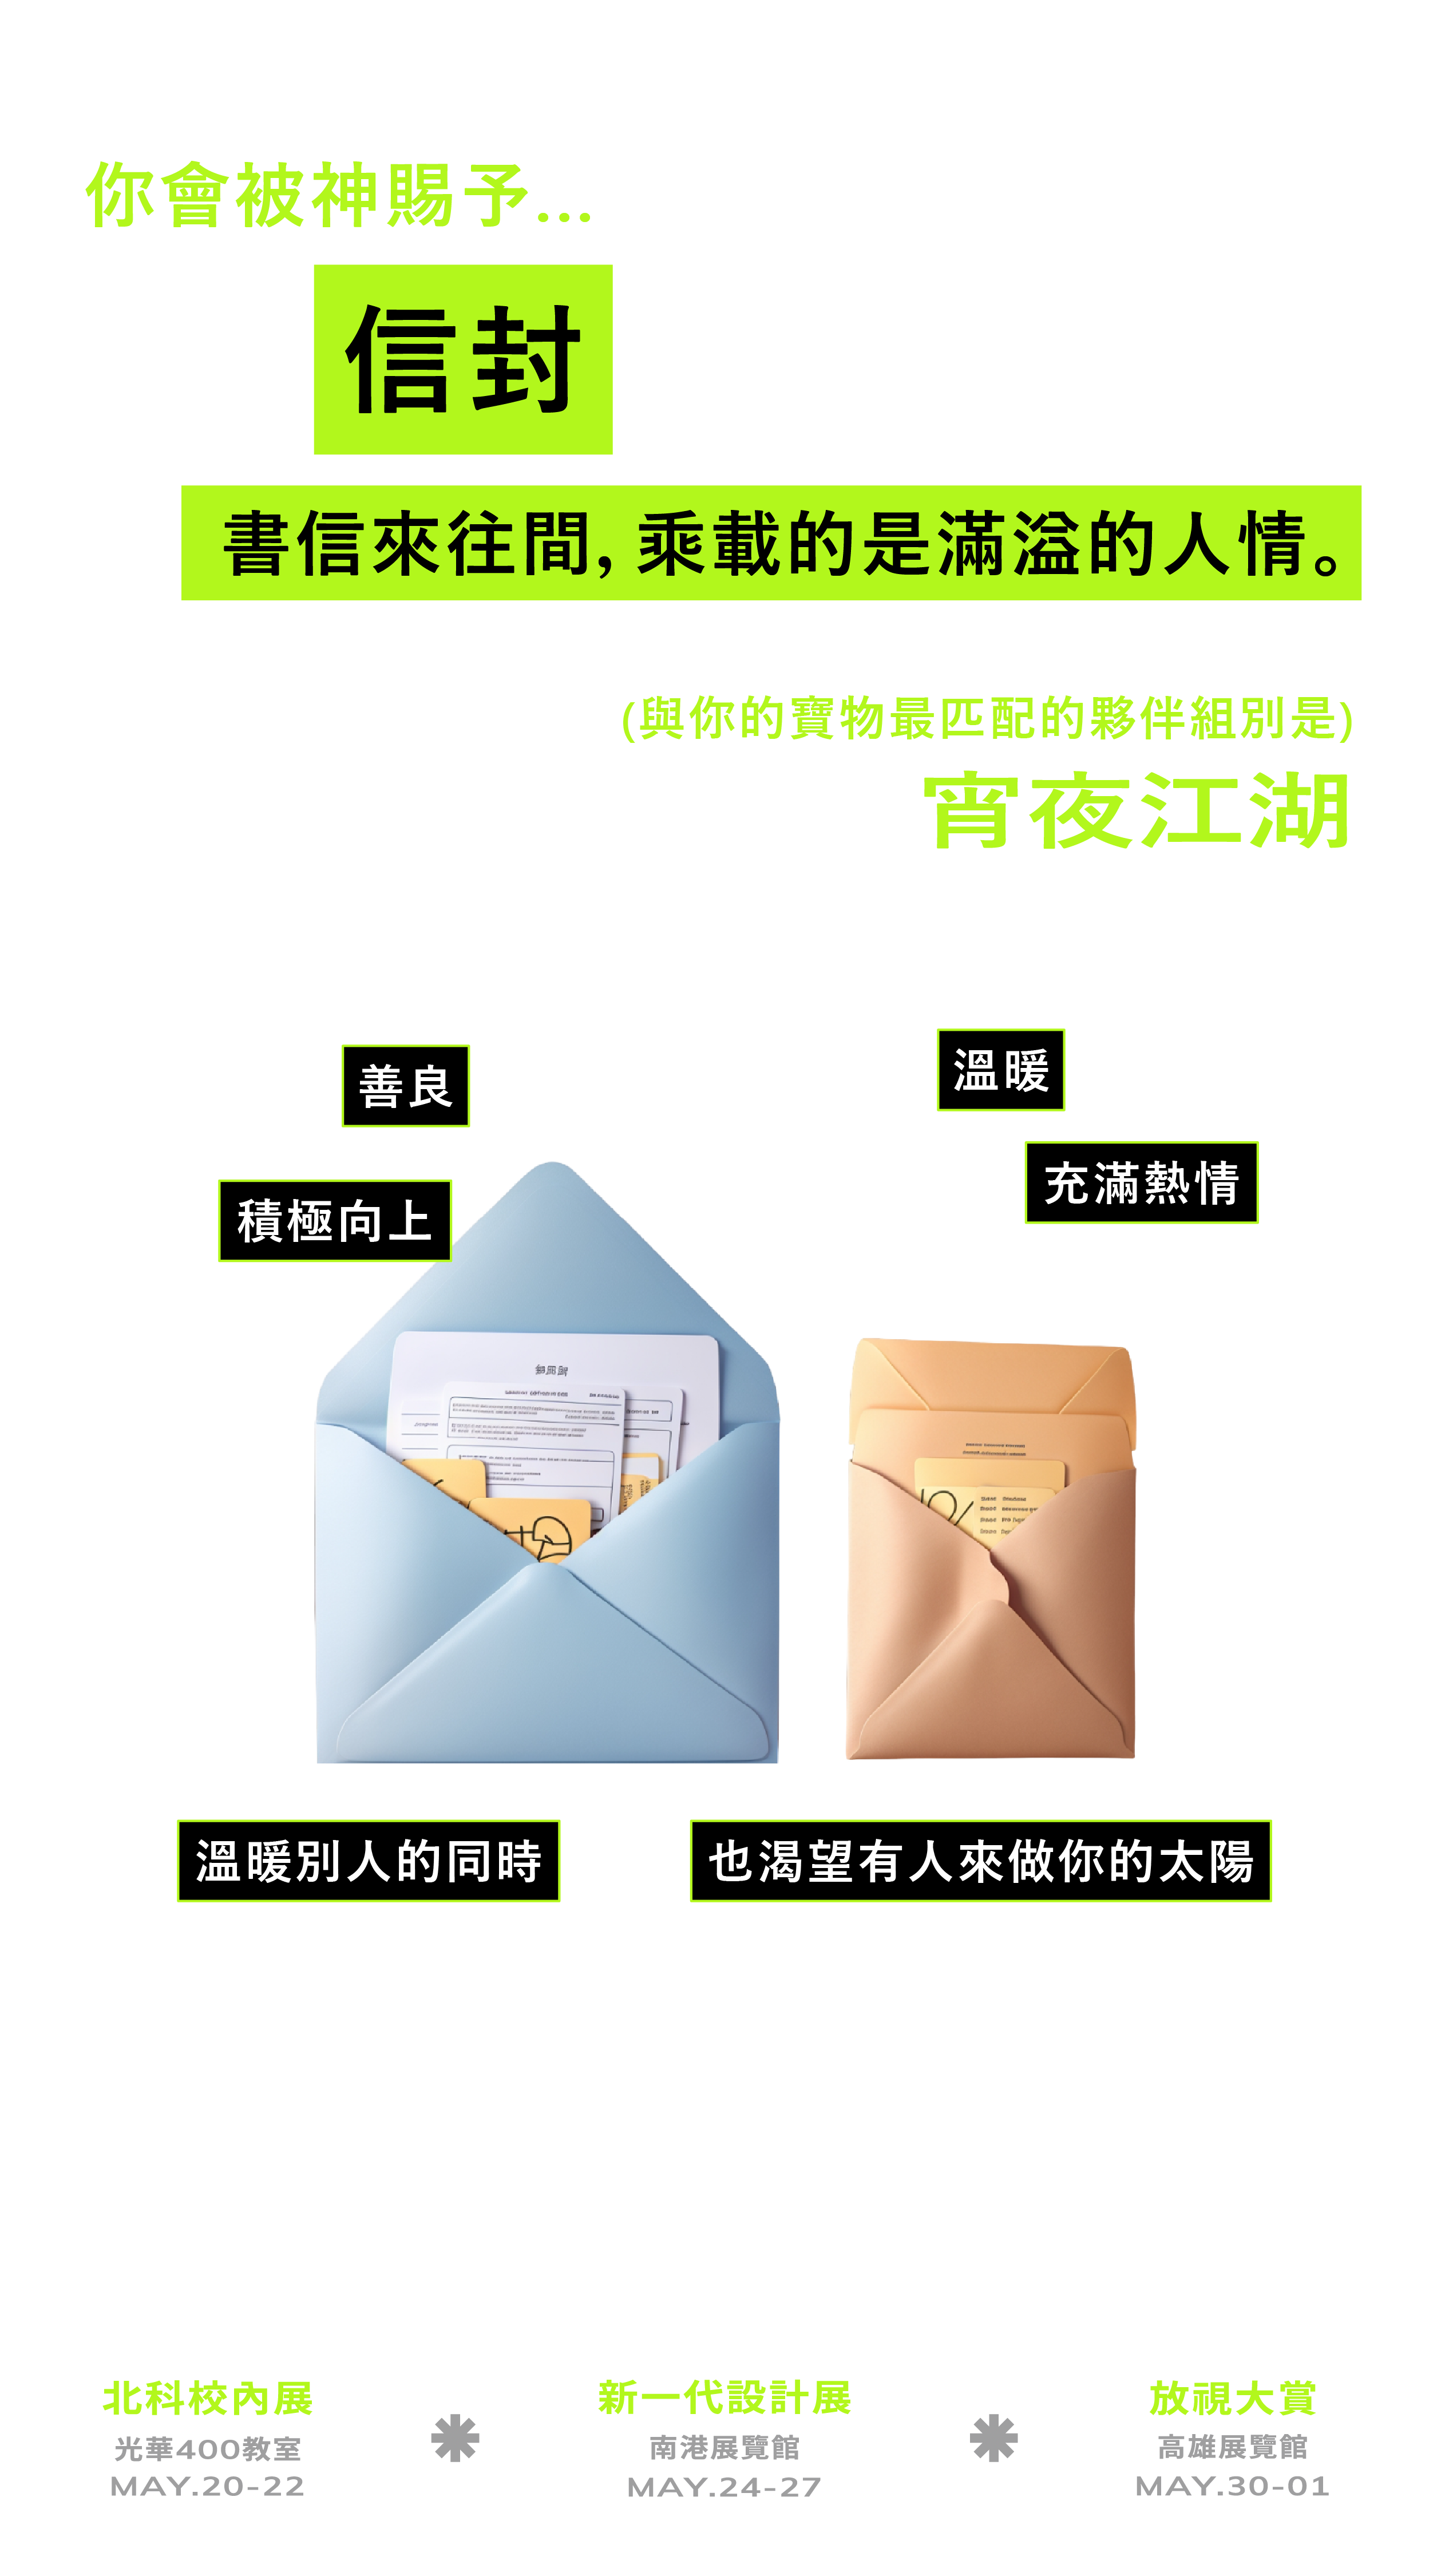 你會被神賜予...
信封
書信來往間，乘載的是滿溢的人情。
(與你的寶物最匹配的夥伴組別是)
宵夜江湖
善良
溫暖
積極向上
充滿熱情
溫暖別人的同時
也渴望有人來做你的太陽
北科校內展
光華400教室
MAY.20-22
新一代設計展
南港展覽館
MAY.24-27
放視大賞
高雄展覽館
MAY.30-01